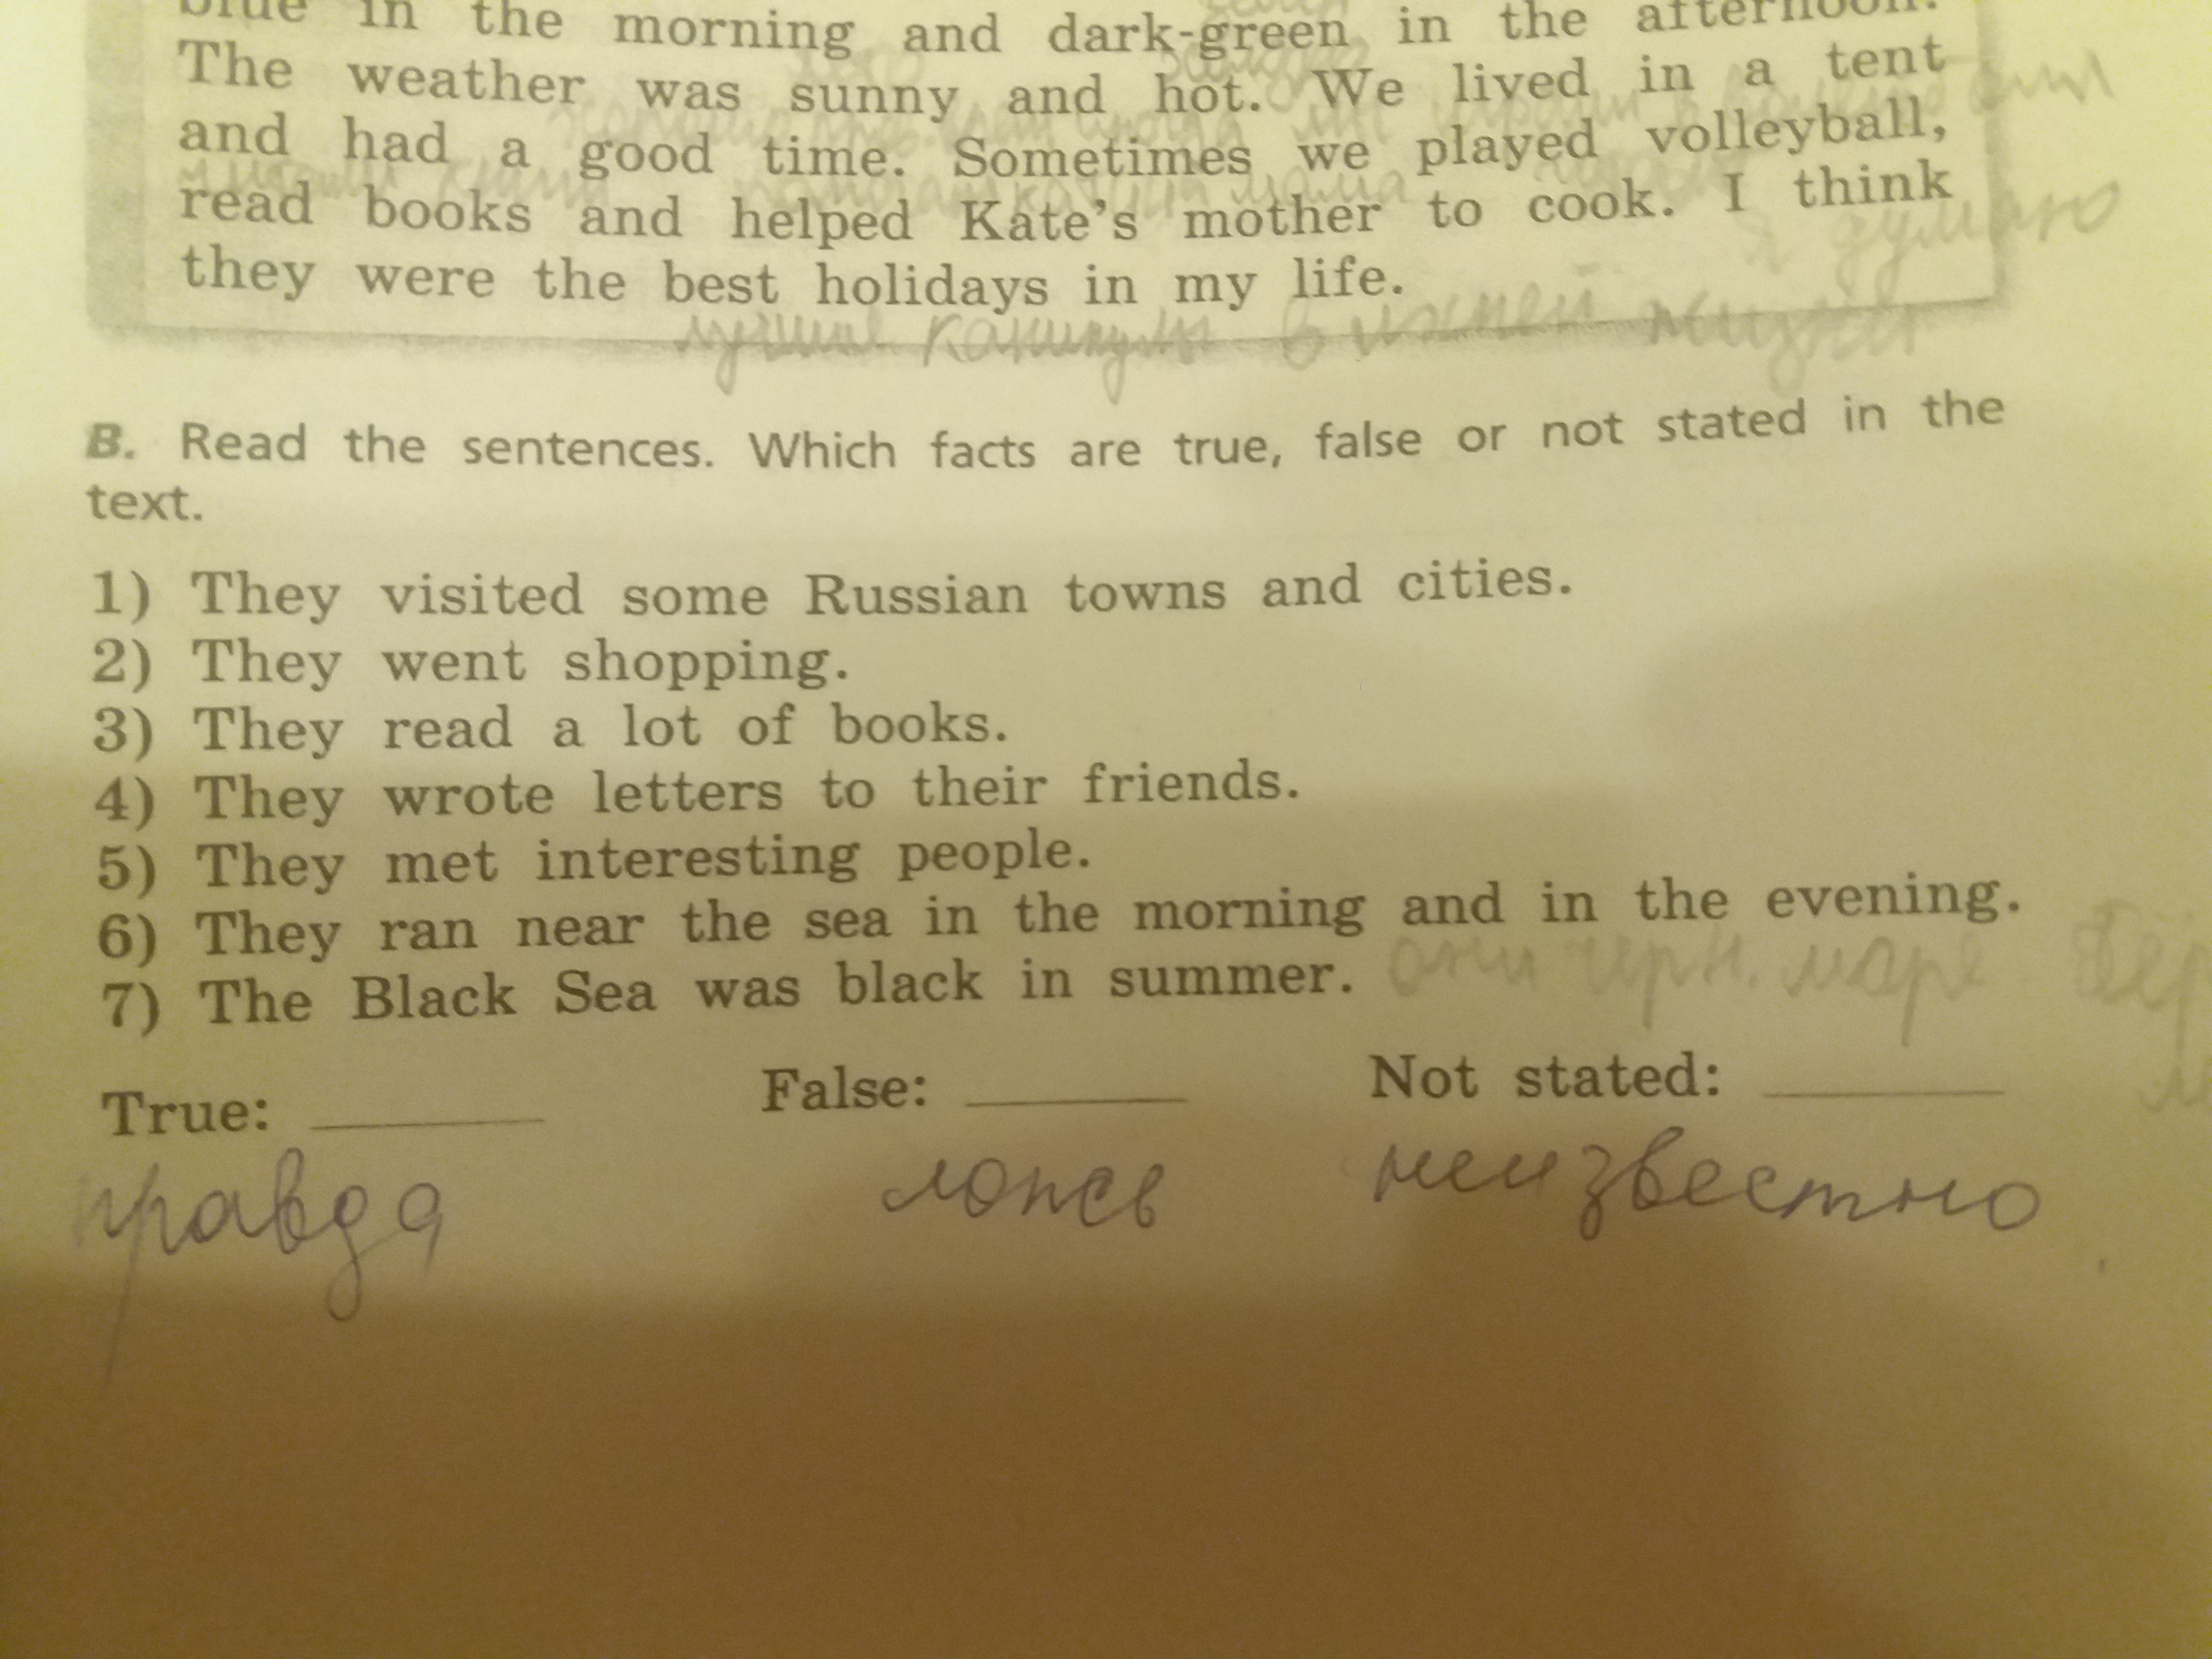 blue in the morning and dark-green in the afternoon.
The weather was sunny and hot. We lived in a tent
and had a good time. Sometimes we played volleyball,
read books and helped Kate's mother to cook. I think
я думаю
they were the best holidays in my life.
каникулы в жизни
B. Read the sentences. Which facts are true, false or not stated in the
text.
1) They visited some Russian towns and cities.
2) They went shopping.
3) They read a lot of books.
4) They wrote letters to their friends.
5) They met interesting people.
6) They ran near the sea in the morning and in the evening.
7) The Black Sea was black in summer.
они черн. море
True: False: Not stated:
правда ложь неизвестно